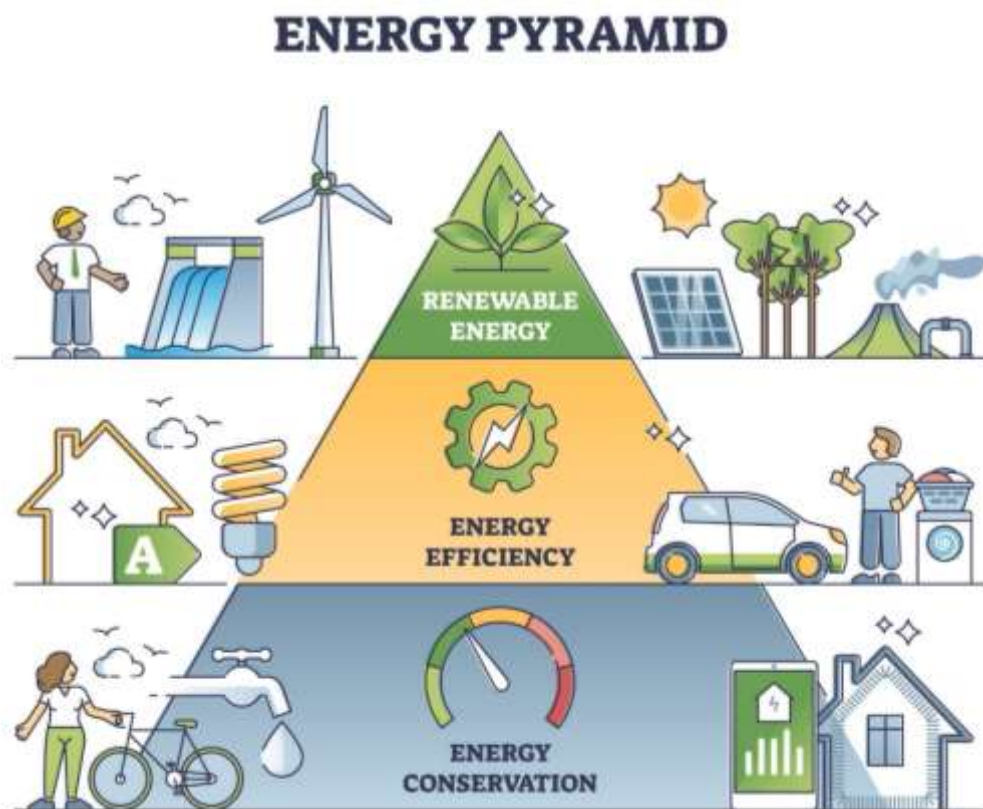 ENERGY PYRAMID
RENEWABLE
ENERGY
ENERGY
EFFICIENCY
A
ENERGY
CONSERVATION